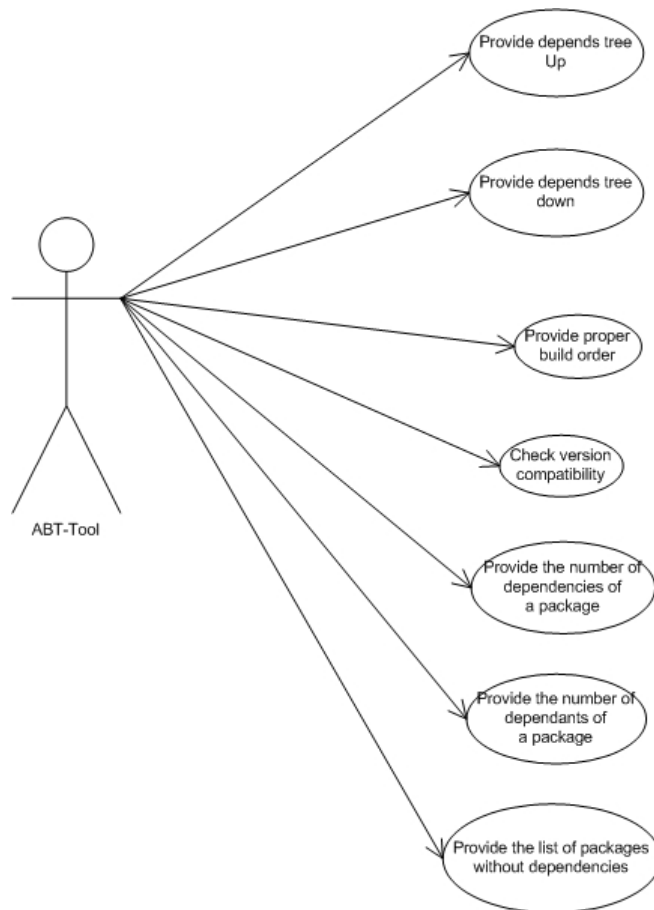 Provide depends tree
Up
Provide depends tree
down
Provide proper
build order
Check version
compatibility
ABT-Tool
Provide the number of
dependencies of
a package
Provide the number of
dependants of
a package
Provide the list of packages
without dependencies